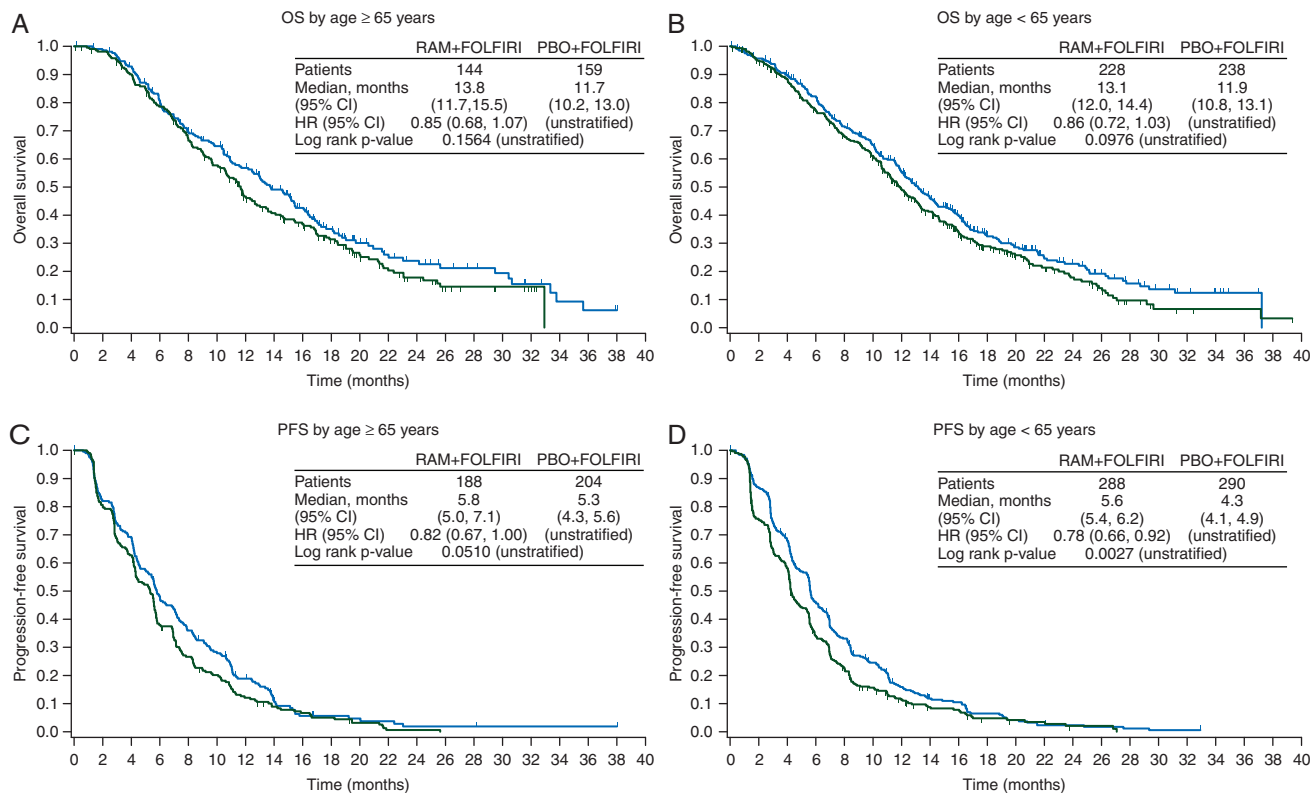 A
OS by age ≥ 65 years
RAM+FOLFIRI PBO+FOLFIRI
Patients 144 159
Median, months 13.8 11.7
(95% CI) (11.7,15.5) (10.2, 13.0)
HR (95% CI) 0.85 (0.68, 1.07) (unstratified)
Log rank p-value 0.1564 (unstratified)
1.0
0.9
0.8
0.7
0.6
0.5
0.4
0.3
0.2
0.1
0.0
Overall survival
0 2 4 6 8 10 12 14 16 18 20 22 24 26 28 30 32 34 36 38 40
Time (months)
B
OS by age < 65 years
RAM+FOLFIRI PBO+FOLFIRI
Patients 228 238
Median, months 13.1 11.9
(95% CI) (12.0, 14.4) (10.8, 13.1)
HR (95% CI) 0.86 (0.72, 1.03) (unstratified)
Log rank p-value 0.0976 (unstratified)
1.0
0.9
0.8
0.7
0.6
0.5
0.4
0.3
0.2
0.1
0.0
Overall survival
0 2 4 6 8 10 12 14 16 18 20 22 24 26 28 30 32 34 36 38 40
Time (months)
C
PFS by age ≥ 65 years
RAM+FOLFIRI PBO+FOLFIRI
Patients 188 204
Median, months 5.8 5.3
(95% CI) (5.0, 7.1) (4.3, 5.6)
HR (95% CI) 0.82 (0.67, 1.00) (unstratified)
Log rank p-value 0.0510 (unstratified)
1.0
0.9
0.8
0.7
0.6
0.5
0.4
0.3
0.2
0.1
0.0
Progression-free survival
0 2 4 6 8 10 12 14 16 18 20 22 24 26 28 30 32 34 36 38 40
Time (months)
D
PFS by age < 65 years
RAM+FOLFIRI PBO+FOLFIRI
Patients 288 290
Median, months 5.6 4.3
(95% CI) (5.4, 6.2) (4.1, 4.9)
HR (95% CI) 0.78 (0.66, 0.92) (unstratified)
Log rank p-value 0.0027 (unstratified)
1.0
0.9
0.8
0.7
0.6
0.5
0.4
0.3
0.2
0.1
0.0
Progression-free survival
0 2 4 6 8 10 12 14 16 18 20 22 24 26 28 30 32 34 36 38 40
Time (months)